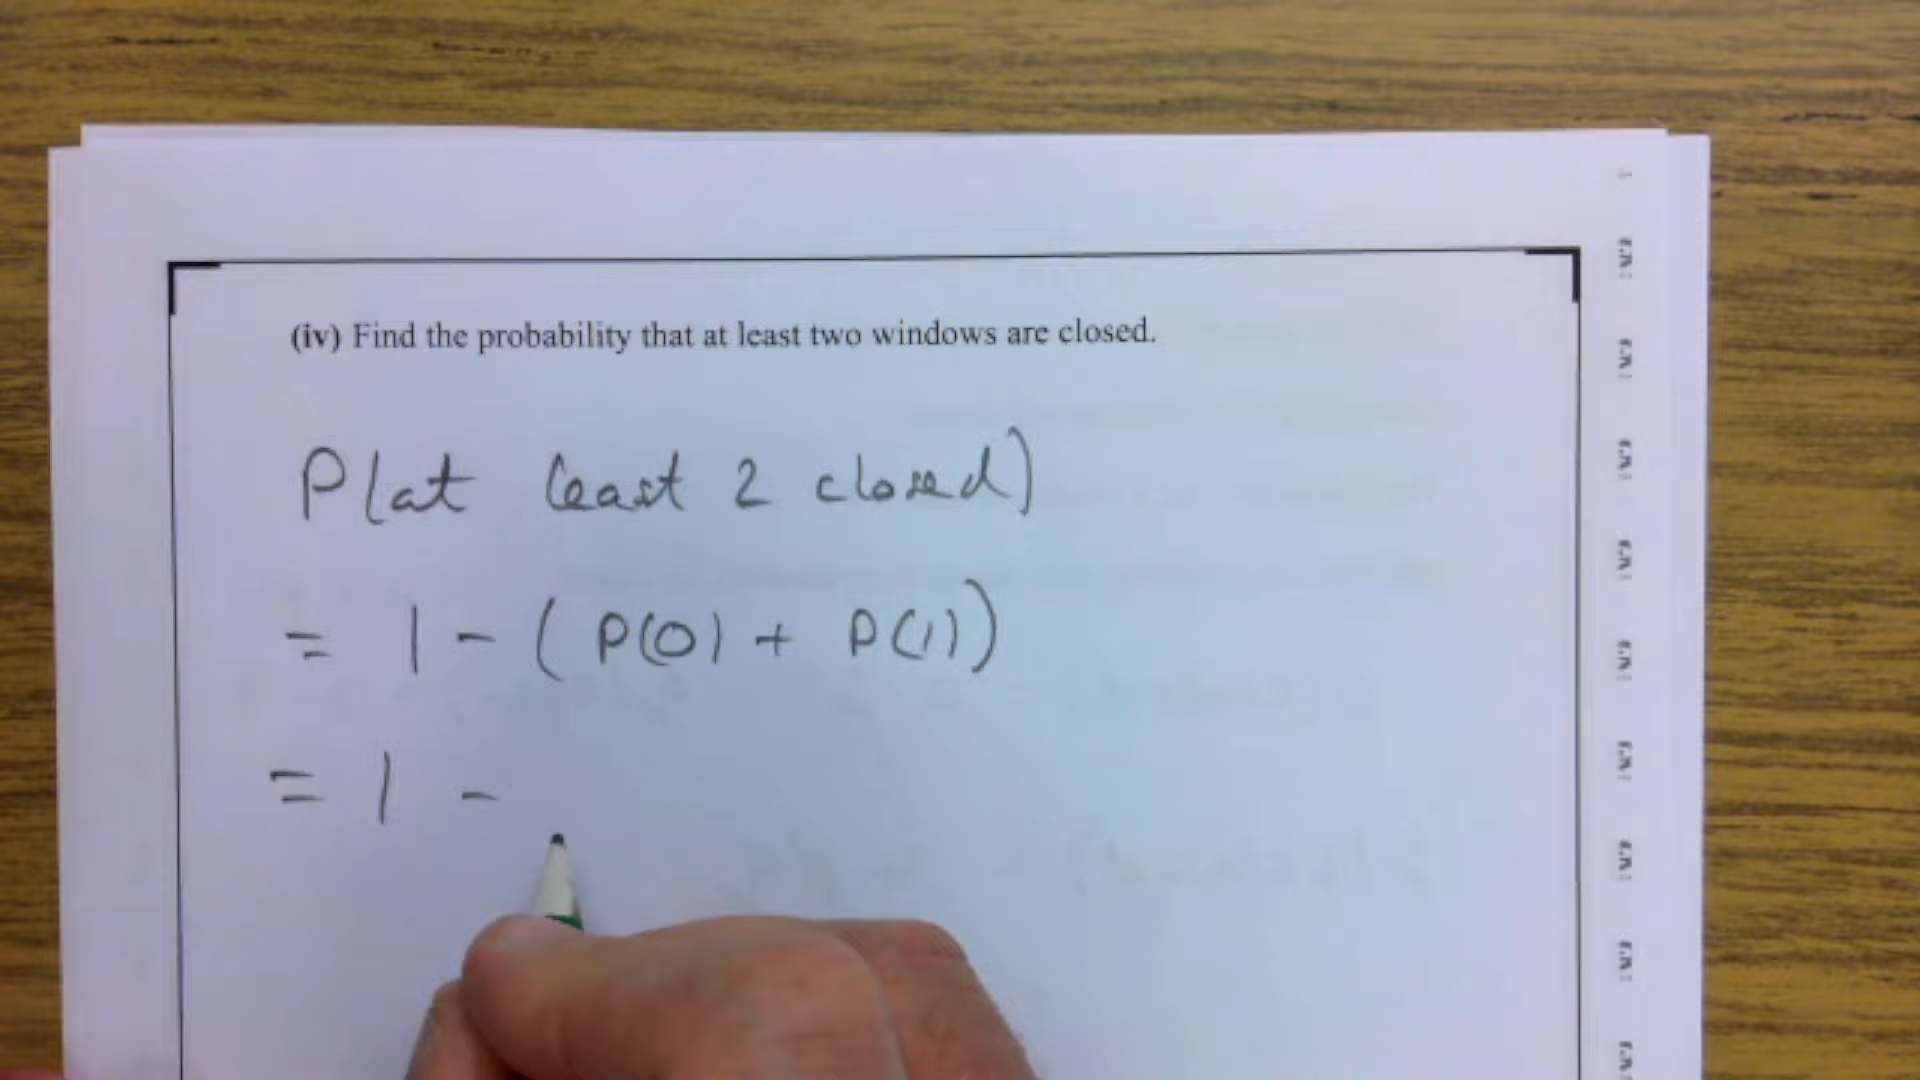 (iv) Find the probability that at least two windows are closed.
P(at least 2 closed)
= 1 - ( P(0) + P(1))
= 1 -